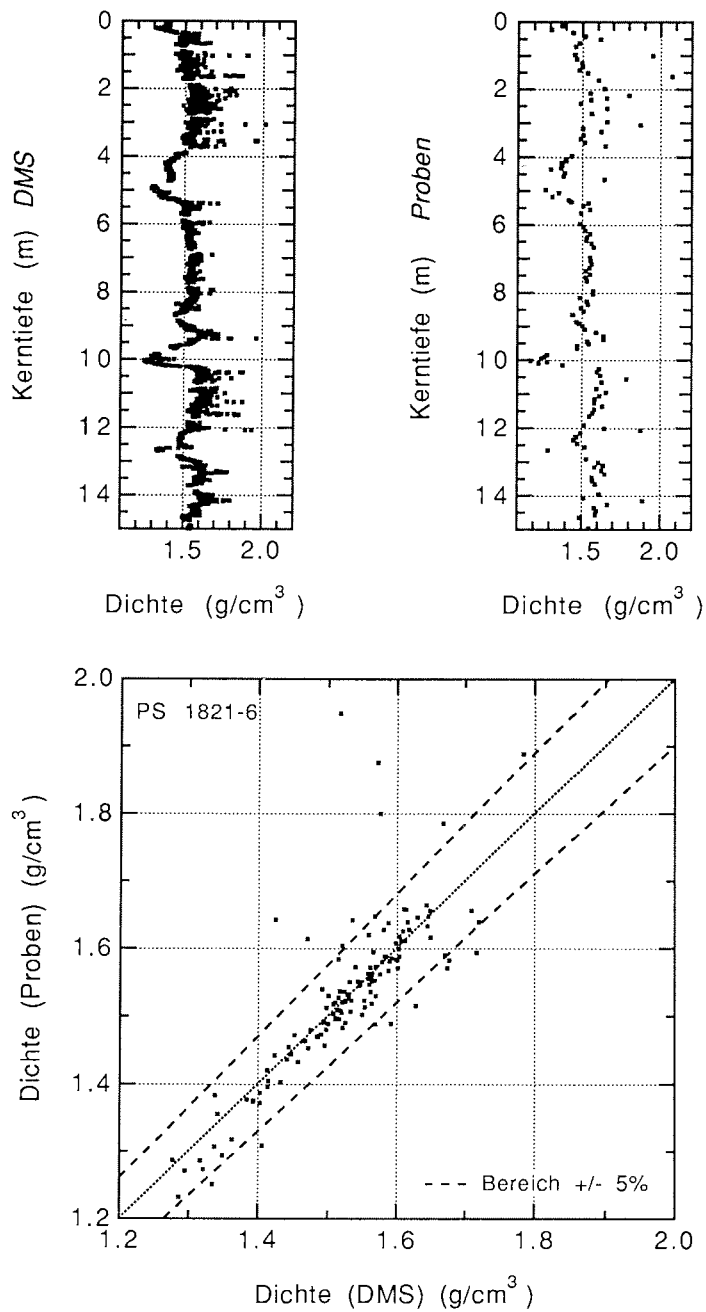 Kerntiefe (m) DMS
0
2
4
6
8
10
12
14
1.5 2.0
Dichte (g/cm³ )
Kerntiefe (m) Proben
0
2
4
6
8
10
12
14
1.5 2.0
Dichte (g/cm³ )
Dichte (Proben) (g/cm³)
2.0
1.8
1.6
1.4
1.2
PS 1821-6
--- Bereich +/- 5%
1.2 1.4 1.6 1.8 2.0
Dichte (DMS) (g/cm³)